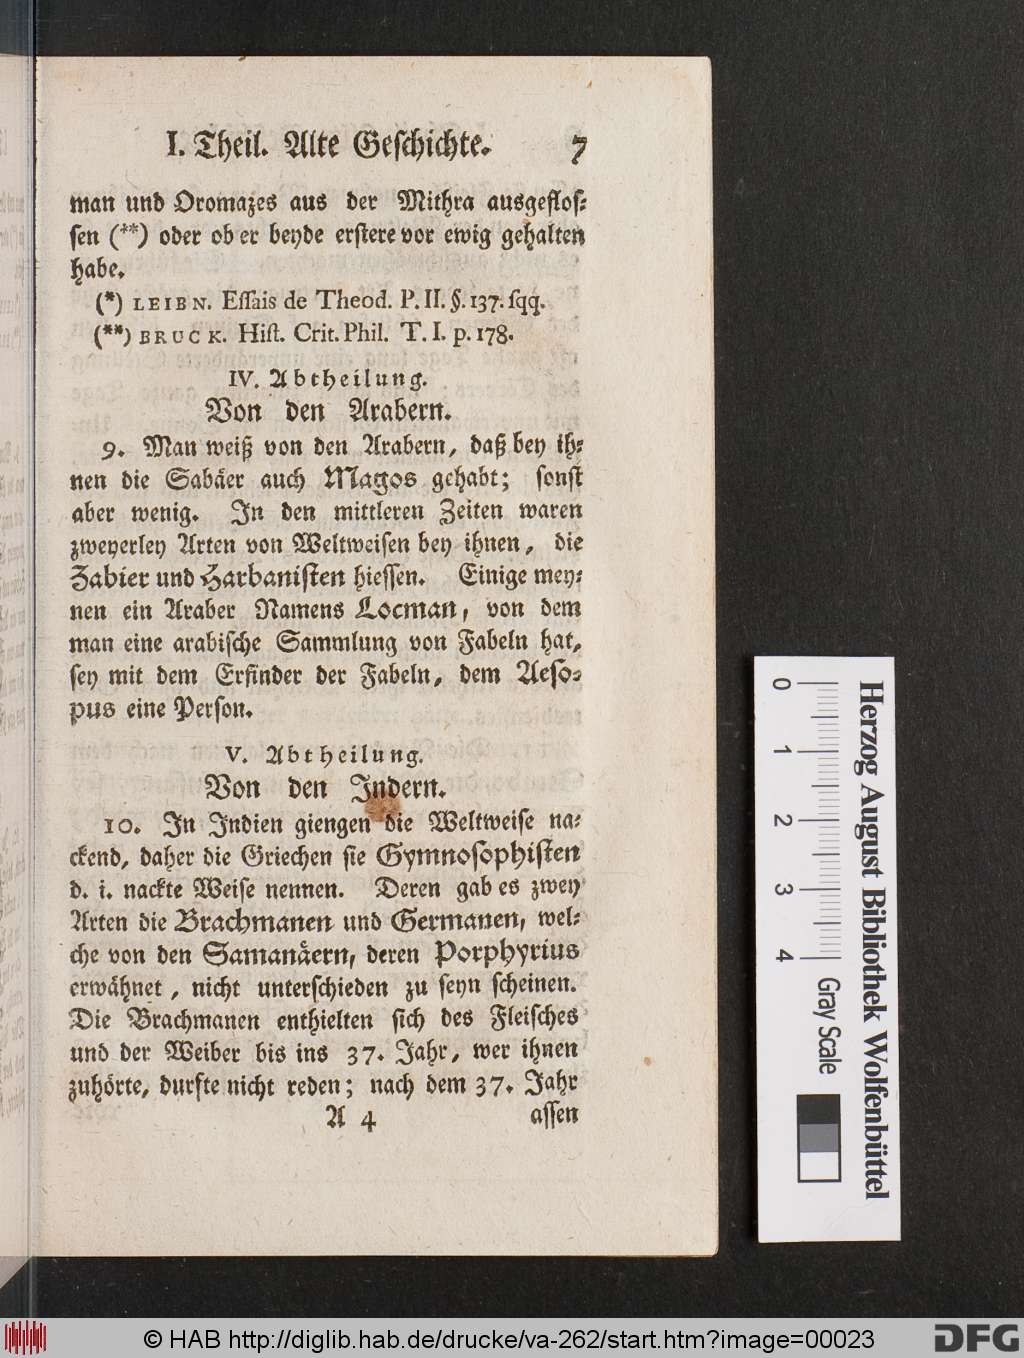 I. Theil. Alte Geschichte. 7
man und Oromazes aus der Mithra ausgeflos-
sen (**) oder ob er beyde erstere vor ewig gehalten
habe.
(*) LEIBN. Essais de Theod. P. II. §. 137. sqq.
(**) BRUCK. Hist. Crit. Phil. T. I. p. 178.
IV. Abtheilung.
Von den Arabern.
9. Man weiß von den Arabern, daß bey ih-
nen die Sabäer auch Magos gehabt; sonst
aber wenig. In den mittleren Zeiten waren
zweyerley Arten von Weltweisen bey ihnen, die
Zabier und Harbanisten hiessen. Einige mey-
nen ein Araber Namens Locman, von dem
man eine arabische Sammlung von Fabeln hat,
sey mit dem Erfinder der Fabeln, dem Aeso-
pus eine Person.
V. Abtheilung.
Von den Indern.
10. In Indien giengen die Weltweise na-
ckend, daher die Griechen sie Gymnosophisten
d. i. nackte Weise nennen. Deren gab es zwey
Arten die Brachmanen und Germanen, wel-
che von den Samanäern, deren Porphyrius
erwähnet, nicht unterschieden zu seyn scheinen.
Die Brachmanen enthielten sich des Fleisches
und der Weiber bis ins 37. Jahr, wer ihnen
zuhörte, durfte nicht reden; nach dem 37. Jahr
A 4 assen
0 1 2 3 4 Gray Scale
Herzog August Bibliothek Wolfenbüttel
© HAB http://diglib.hab.de/drucke/va-262/start.htm?image=00023
DFG